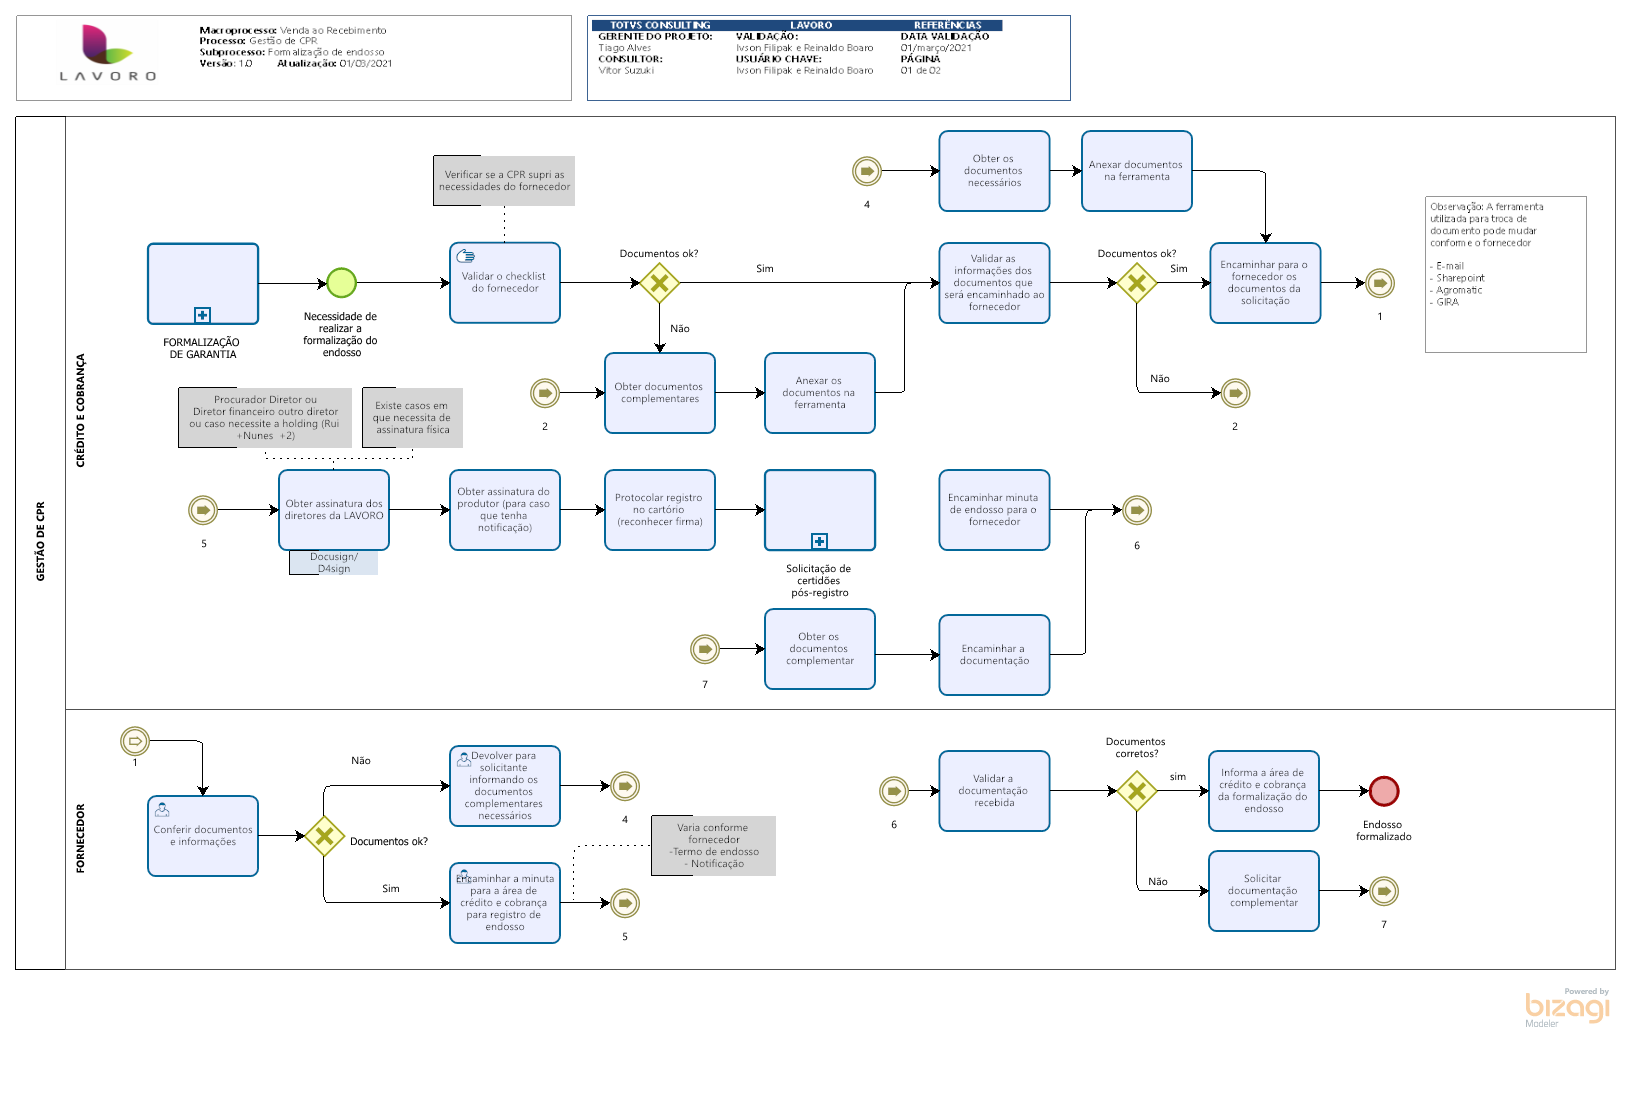 LAVORO
Macroprocesso: Venda ao Recebimento
Processo: Gestão de CPR
Subprocesso: Formalização de endosso
Versão: 1.0 Atualização: 01/03/2021
TOTVS CONSULTING LAVORO REFERÊNCIAS
GERENTE DO PROJETO: VALIDAÇÃO: DATA VALIDAÇÃO
Tiago Alves Ivson Filipak e Reinaldo Boaro 01/março/2021
CONSULTOR: USUÁRIO CHAVE: PÁGINA
Vitor Suzuki Ivson Filipak e Reinaldo Boaro 01 de 02
GESTÃO DE CPR
CRÉDITO E COBRANÇA
Verificar se a CPR supri as
necessidades do fornecedor
4
Obter os
documentos
necessários
Anexar documentos
na ferramenta
Observação: A ferramenta
utilizada para troca de
documento pode mudar
conforme o fornecedor
- E-mail
- Sharepoint
- Agromatic
- GIRA
FORMALIZAÇÃO
DE GARANTIA
Necessidade de
realizar a
formalização do
endosso
Validar o checklist
do fornecedor
Documentos ok?
Sim
Não
Validar as
informações dos
documentos que
será encaminhado ao
fornecedor
Documentos ok?
Sim
Não
Encaminhar para o
fornecedor os
documentos da
solicitação
1
2
Obter documentos
complementares
Anexar os
documentos na
ferramenta
2
Procurador Diretor ou
Diretor financeiro outro diretor
ou caso necessite a holding (Rui
+Nunes +2)
Existe casos em
que necessita de
assinatura física
5
Obter assinatura dos
diretores da LAVORO
Docusign/
D4sign
Obter assinatura do
produtor (para caso
que tenha
notificação)
Protocolar registro
no cartório
(reconhecer firma)
Solicitação de
certidões
pós-registro
Encaminhar minuta
de endosso para o
fornecedor
6
7
Obter os
documentos
complementar
Encaminhar a
documentação
FORNECEDOR
1
Conferir documentos
e informações
Documentos ok?
Não
Sim
Devolver para
solicitante
informando os
documentos
complementares
necessários
4
Encaminhar a minuta
para a área de
crédito e cobrança
para registro de
endosso
5
Varia conforme
fornecedor
-Termo de endosso
- Notificação
6
Validar a
documentação
recebida
Documentos
corretos?
sim
Não
Informa a área de
crédito e cobrança
da formalização do
endosso
Endosso
formalizado
Solicitar
documentação
complementar
7
Powered by
bizagi
Modeler